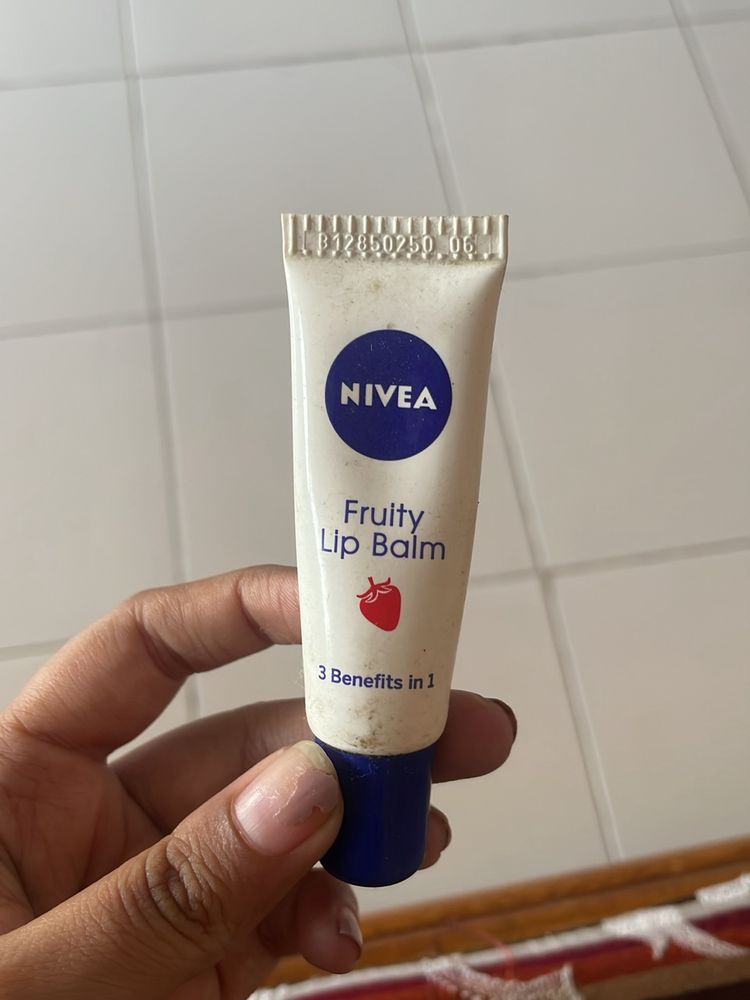 B12850250 06
NIVEA
Fruity
Lip Balm
3 Benefits in 1